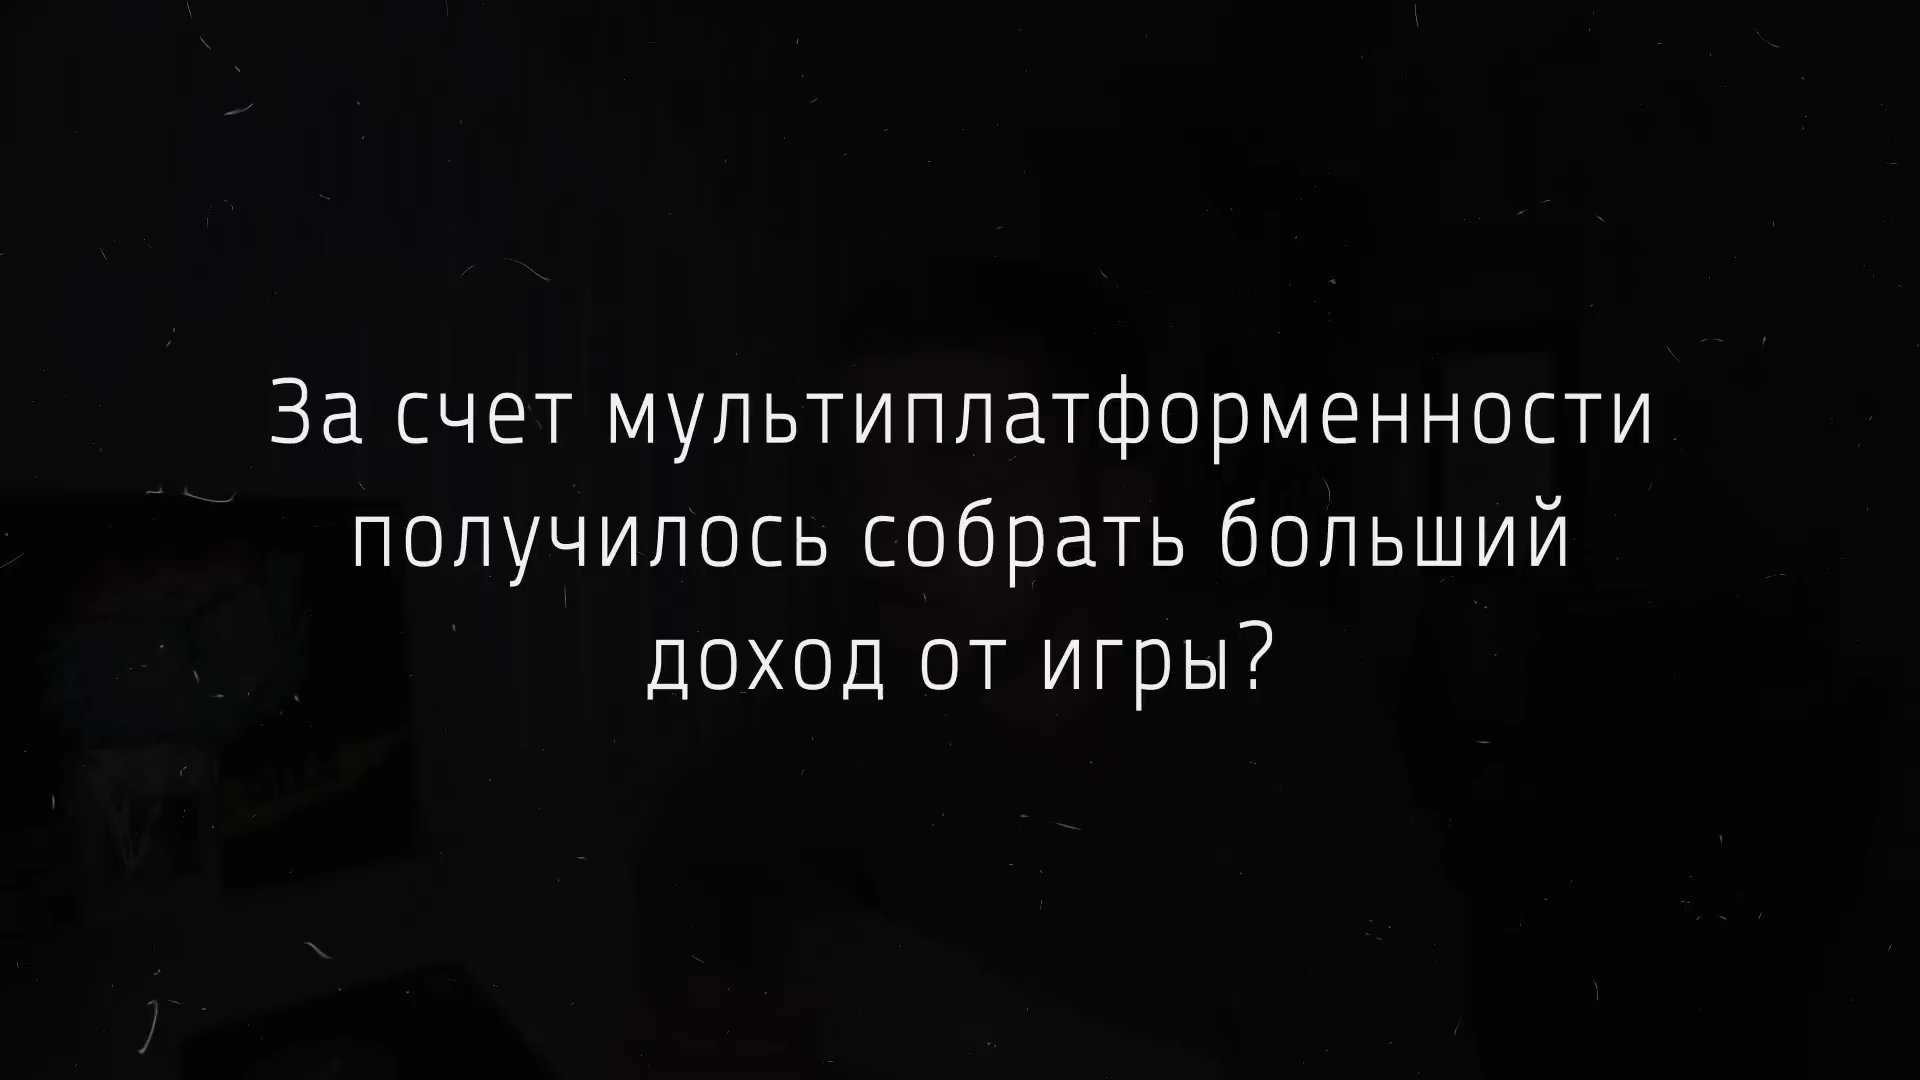 За счет мультиплатформенности
получилось собрать больший
доход от игры?